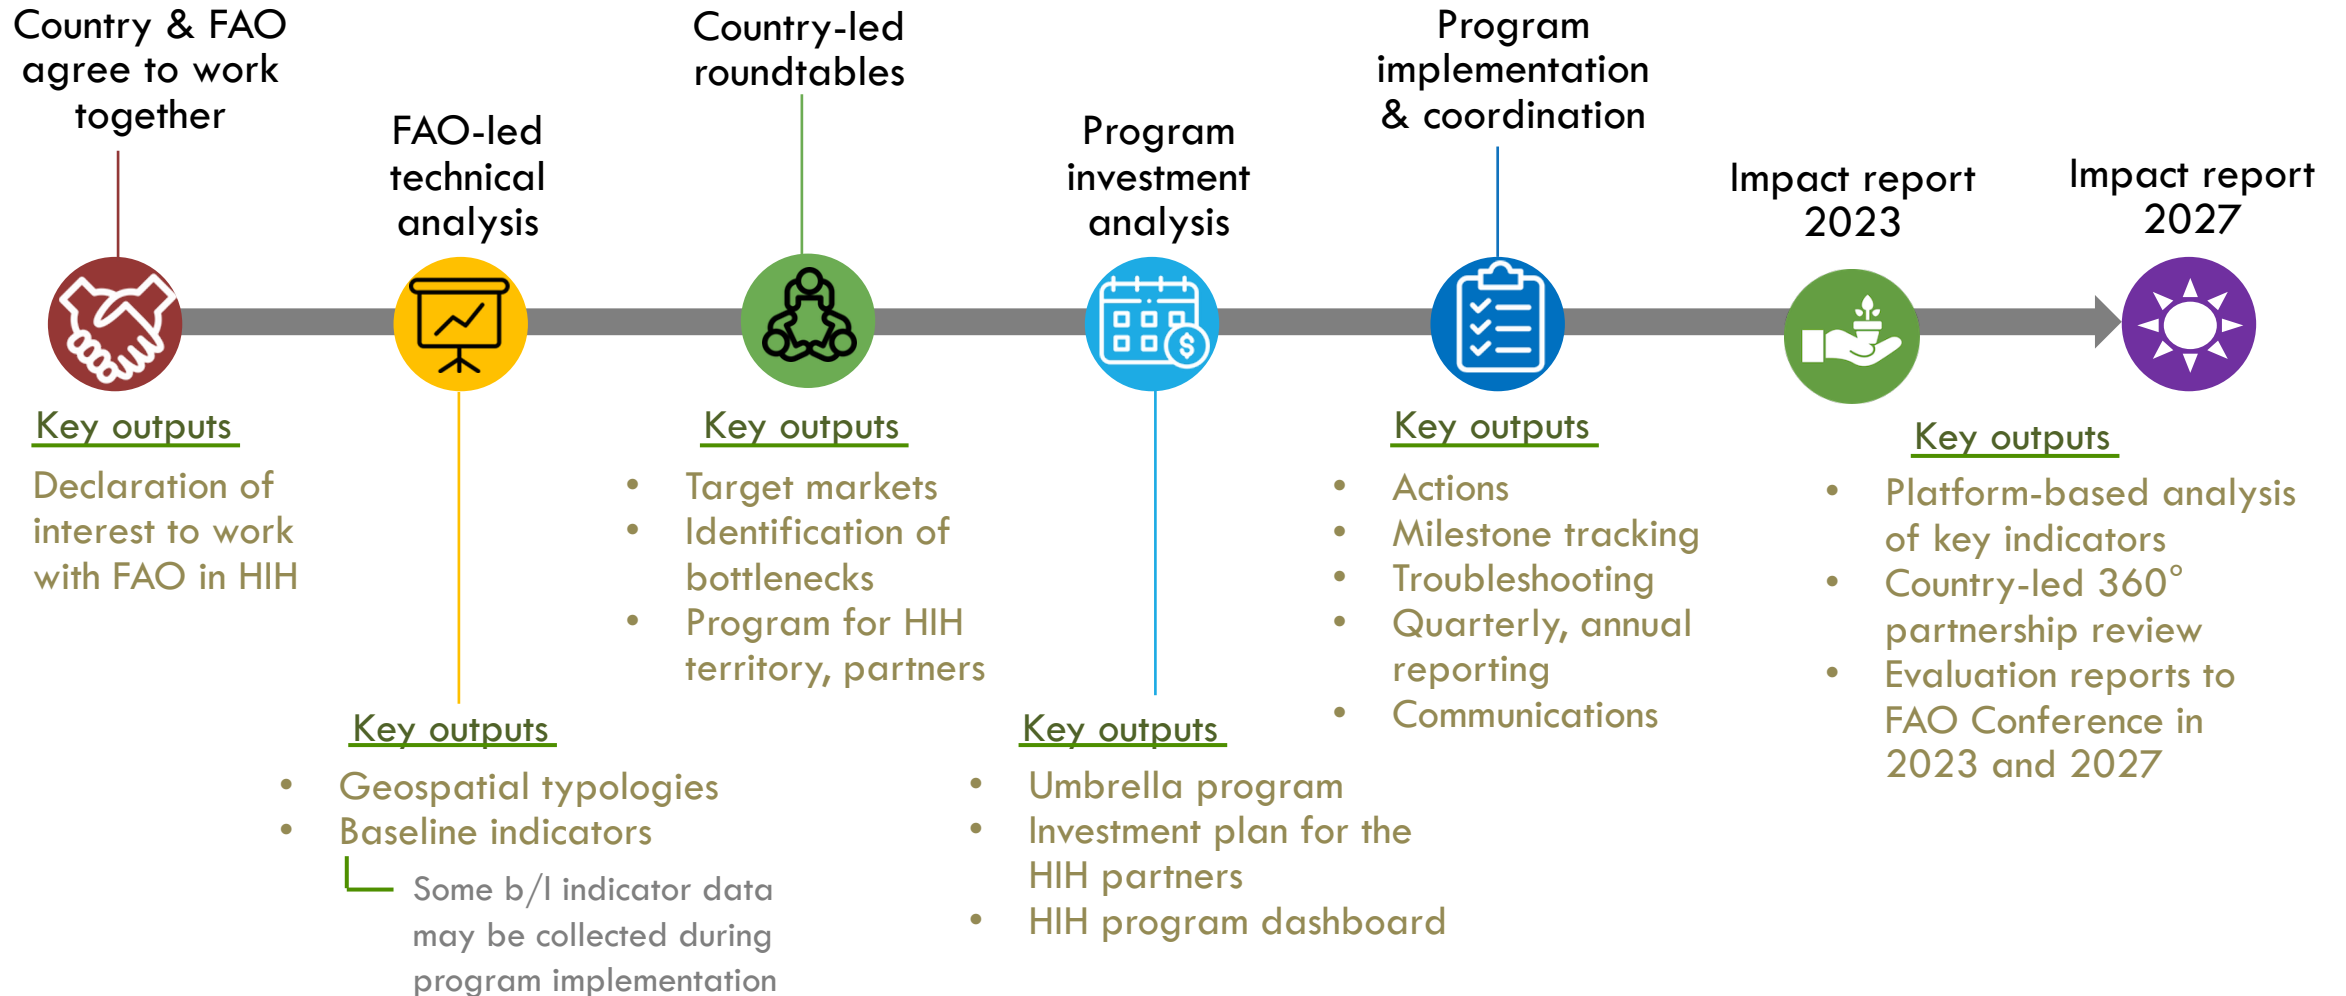 Country & FAO
agree to work
together
FAO-led
technical
analysis
Country-led
roundtables
Program
investment
analysis
Program
implementation
& coordination
Impact report
2023
Impact report
2027
$
Key outputs
Declaration of
interest to work
with FAO in HIH
Key outputs
• Geospatial typologies
• Baseline indicators
Some b/l indicator data
may be collected during
program implementation
Key outputs
• Target markets
• Identification of
bottlenecks
• Program for HIH
territory, partners
Key outputs
• Umbrella program
• Investment plan for the
HIH partners
• HIH program dashboard
Key outputs
• Actions
• Milestone tracking
• Troubleshooting
• Quarterly, annual
reporting
• Communications
Key outputs
• Platform-based analysis
of key indicators
• Country-led 360°
partnership review
• Evaluation reports to
FAO Conference in
2023 and 2027